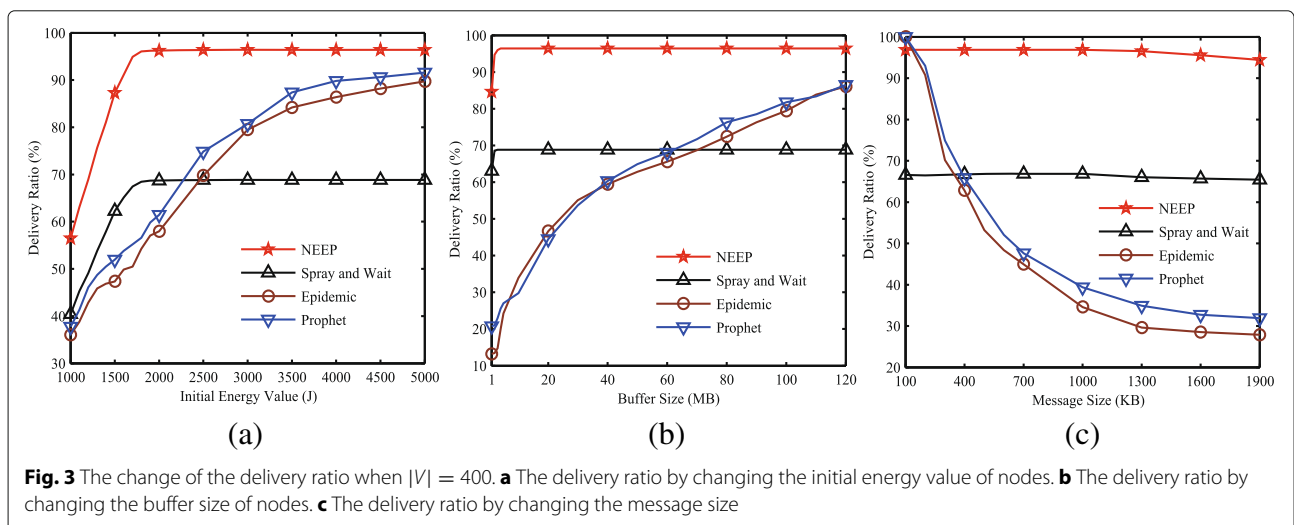 100
90
80
70
60
50
40
30
Delivery Ratio (%)
NEEP
Spray and Wait
Epidemic
Prophet
1000 1500 2000 2500 3000 3500 4000 4500 5000
Initial Energy Value (J)
(a)
100
90
80
70
60
50
40
30
20
10
Delivery Ratio (%)
NEEP
Spray and Wait
Epidemic
Prophet
1 20 40 60 80 100 120
Buffer Size (MB)
(b)
100
90
80
70
60
50
40
30
20
Delivery Ratio (%)
NEEP
Spray and Wait
Epidemic
Prophet
100 400 700 1000 1300 1600 1900
Message Size (KB)
(c)
Fig. 3 The change of the delivery ratio when |V| = 400. a The delivery ratio by changing the initial energy value of nodes. b The delivery ratio by
changing the buffer size of nodes. c The delivery ratio by changing the message size